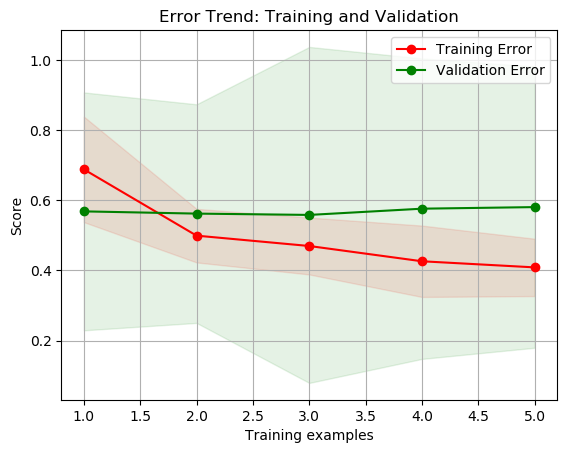 Error Trend: Training and Validation
Training Error
Validation Error
Score
1.0
0.8
0.6
0.4
0.2
1.0 1.5 2.0 2.5 3.0 3.5 4.0 4.5 5.0
Training examples